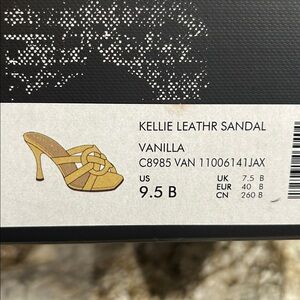 KELLIE LEATHR SANDAL
VANILLA
C8985 VAN 11006141JAX
US
9.5 B
UK 7.5 B
EUR 40 B
CN 260 B